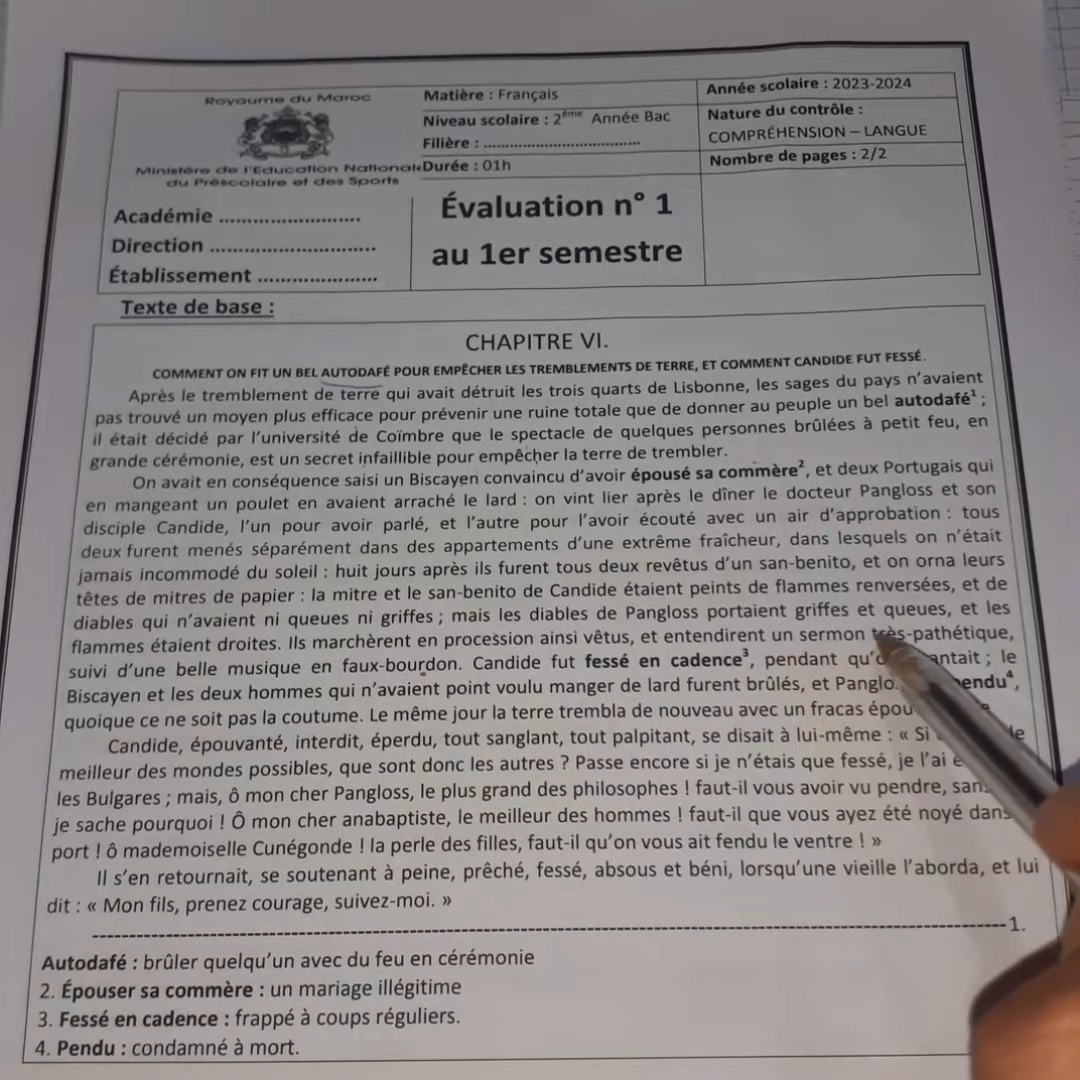 Royaume du Maroc
Ministère de l'Education Nationale
du Préscolaire et des Sports
Académie ........................
Direction ............................
Établissement ....................
Matière : Français
Niveau scolaire : 2ème Année Bac
Filière : ................................
Durée : 01h
Évaluation n° 1
au 1er semestre
Année scolaire : 2023-2024
Nature du contrôle :
COMPRÉHENSION – LANGUE
Nombre de pages : 2/2
Texte de base :
CHAPITRE VI.
COMMENT ON FIT UN BEL AUTODAFÉ POUR EMPÊCHER LES TREMBLEMENTS DE TERRE, ET COMMENT CANDIDE FUT FESSÉ.
Après le tremblement de terre qui avait détruit les trois quarts de Lisbonne, les sages du pays n'avaient
pas trouvé un moyen plus efficace pour prévenir une ruine totale que de donner au peuple un bel autodafé¹ ;
il était décidé par l'université de Coïmbre que le spectacle de quelques personnes brûlées à petit feu, en
grande cérémonie, est un secret infaillible pour empêcher la terre de trembler.
On avait en conséquence saisi un Biscayen convaincu d'avoir épousé sa commère², et deux Portugais qui
en mangeant un poulet en avaient arraché le lard : on vint lier après le dîner le docteur Pangloss et son
disciple Candide, l'un pour avoir parlé, et l'autre pour l'avoir écouté avec un air d'approbation : tous
deux furent menés séparément dans des appartements d'une extrême fraîcheur, dans lesquels on n'était
jamais incommodé du soleil : huit jours après ils furent tous deux revêtus d'un san-benito, et on orna leurs
têtes de mitres de papier : la mitre et le san-benito de Candide étaient peints de flammes renversées, et de
diables qui n'avaient ni queues ni griffes ; mais les diables de Pangloss portaient griffes et queues, et les
flammes étaient droites. Ils marchèrent en procession ainsi vêtus, et entendirent un sermon très-pathétique,
suivi d'une belle musique en faux-bourdon. Candide fut fessé en cadence³, pendant antait ; le
Biscayen et les deux hommes qui n'avaient point voulu manger de lard furent brûlés, et Panglo endu⁴,
quoique ce ne soit pas la coutume. Le même jour la terre trembla de nouveau avec un fracas épou
Candide, épouvanté, interdit, éperdu, tout sanglant, tout palpitant, se disait à lui-même : « Si le
meilleur des mondes possibles, que sont donc les autres ? Passe encore si je n'étais que fessé, je l'ai é
les Bulgares ; mais, ô mon cher Pangloss, le plus grand des philosophes ! faut-il vous avoir vu pendre, sans
je sache pourquoi ! Ô mon cher anabaptiste, le meilleur des hommes ! faut-il que vous ayez été noyé dans
port ! ô mademoiselle Cunégonde ! la perle des filles, faut-il qu'on vous ait fendu le ventre ! »
Il s'en retournait, se soutenant à peine, prêché, fessé, absous et béni, lorsqu'une vieille l'aborda, et lui
dit : « Mon fils, prenez courage, suivez-moi. »
1.
Autodafé : brûler quelqu'un avec du feu en cérémonie
2. Épouser sa commère : un mariage illégitime
3. Fessé en cadence : frappé à coups réguliers.
4. Pendu : condamné à mort.